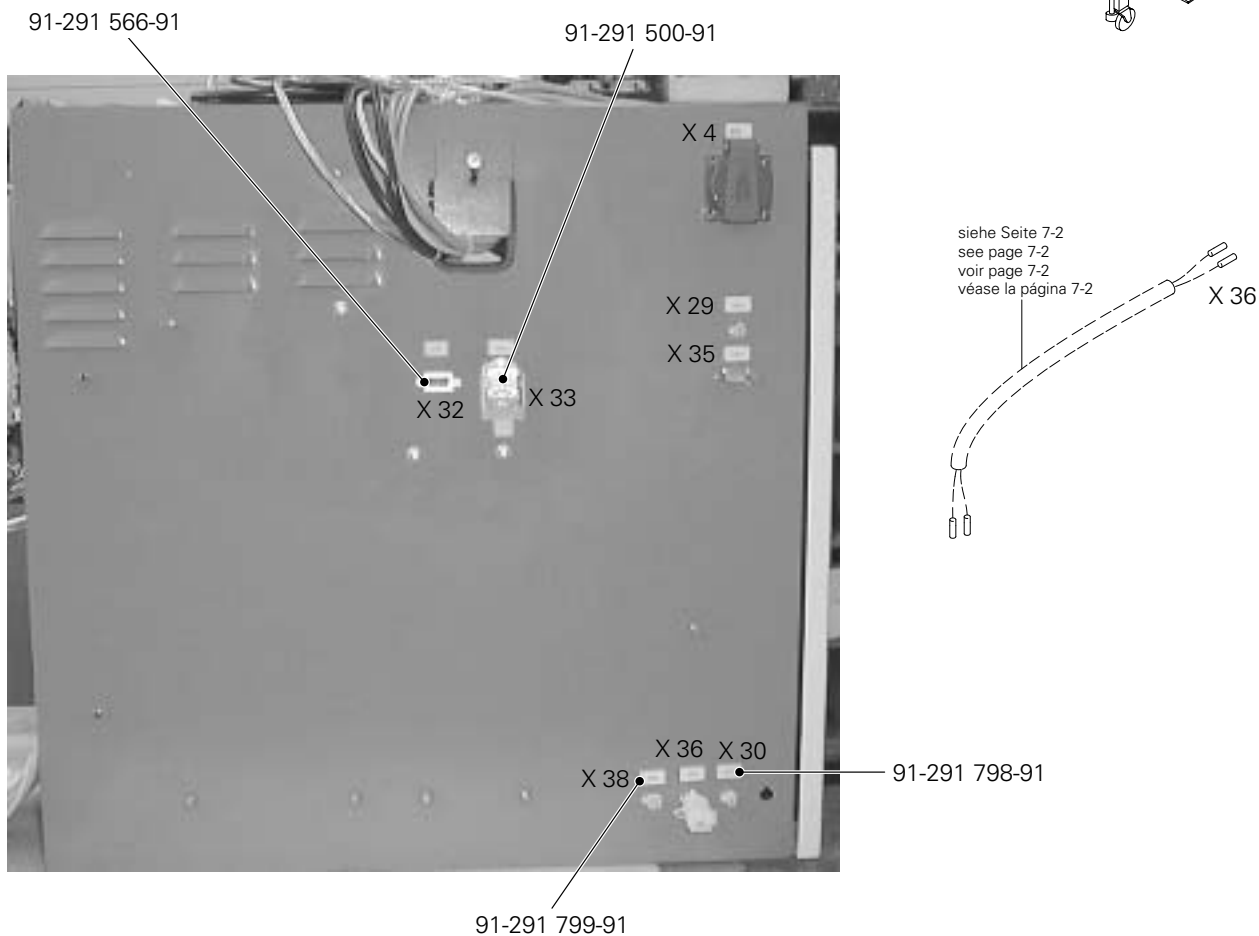 91-291 566-91
91-291 500-91
X 4
siehe Seite 7-2
see page 7-2
voir page 7-2
véase la página 7-2
X 36
X 29
X 35
X 32
X 33
X 36
X 30
X 38
91-291 798-91
91-291 799-91